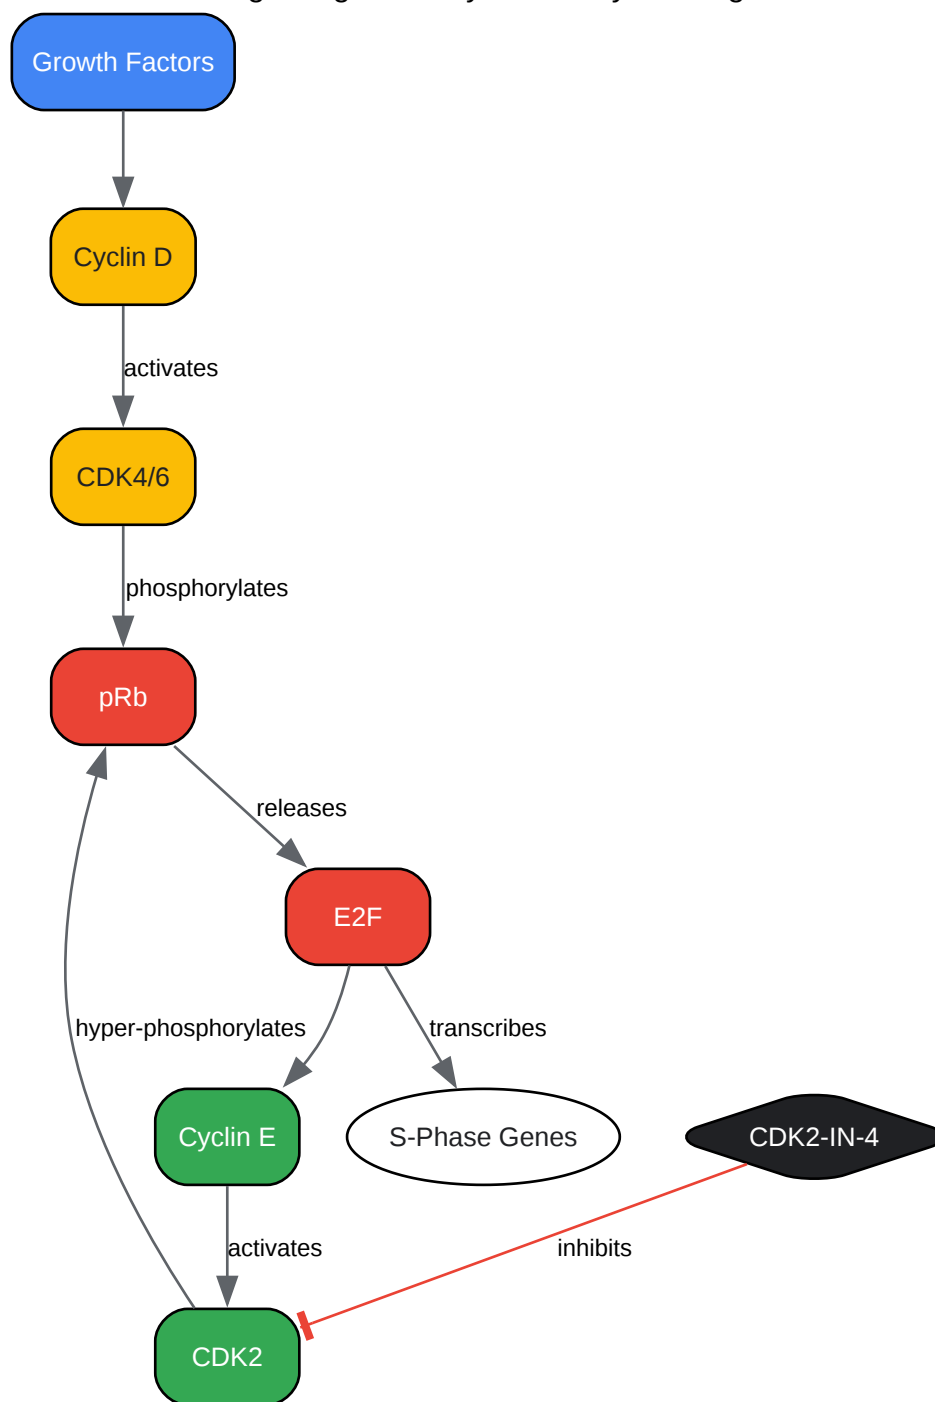 Growth Factors
Cyclin D
activates
CDK4/6
phosphorylates
pRb
releases
E2F
hyper-phosphorylates
transcribes
Cyclin E
S-Phase Genes
CDK2-IN-4
activates
inhibits
CDK2